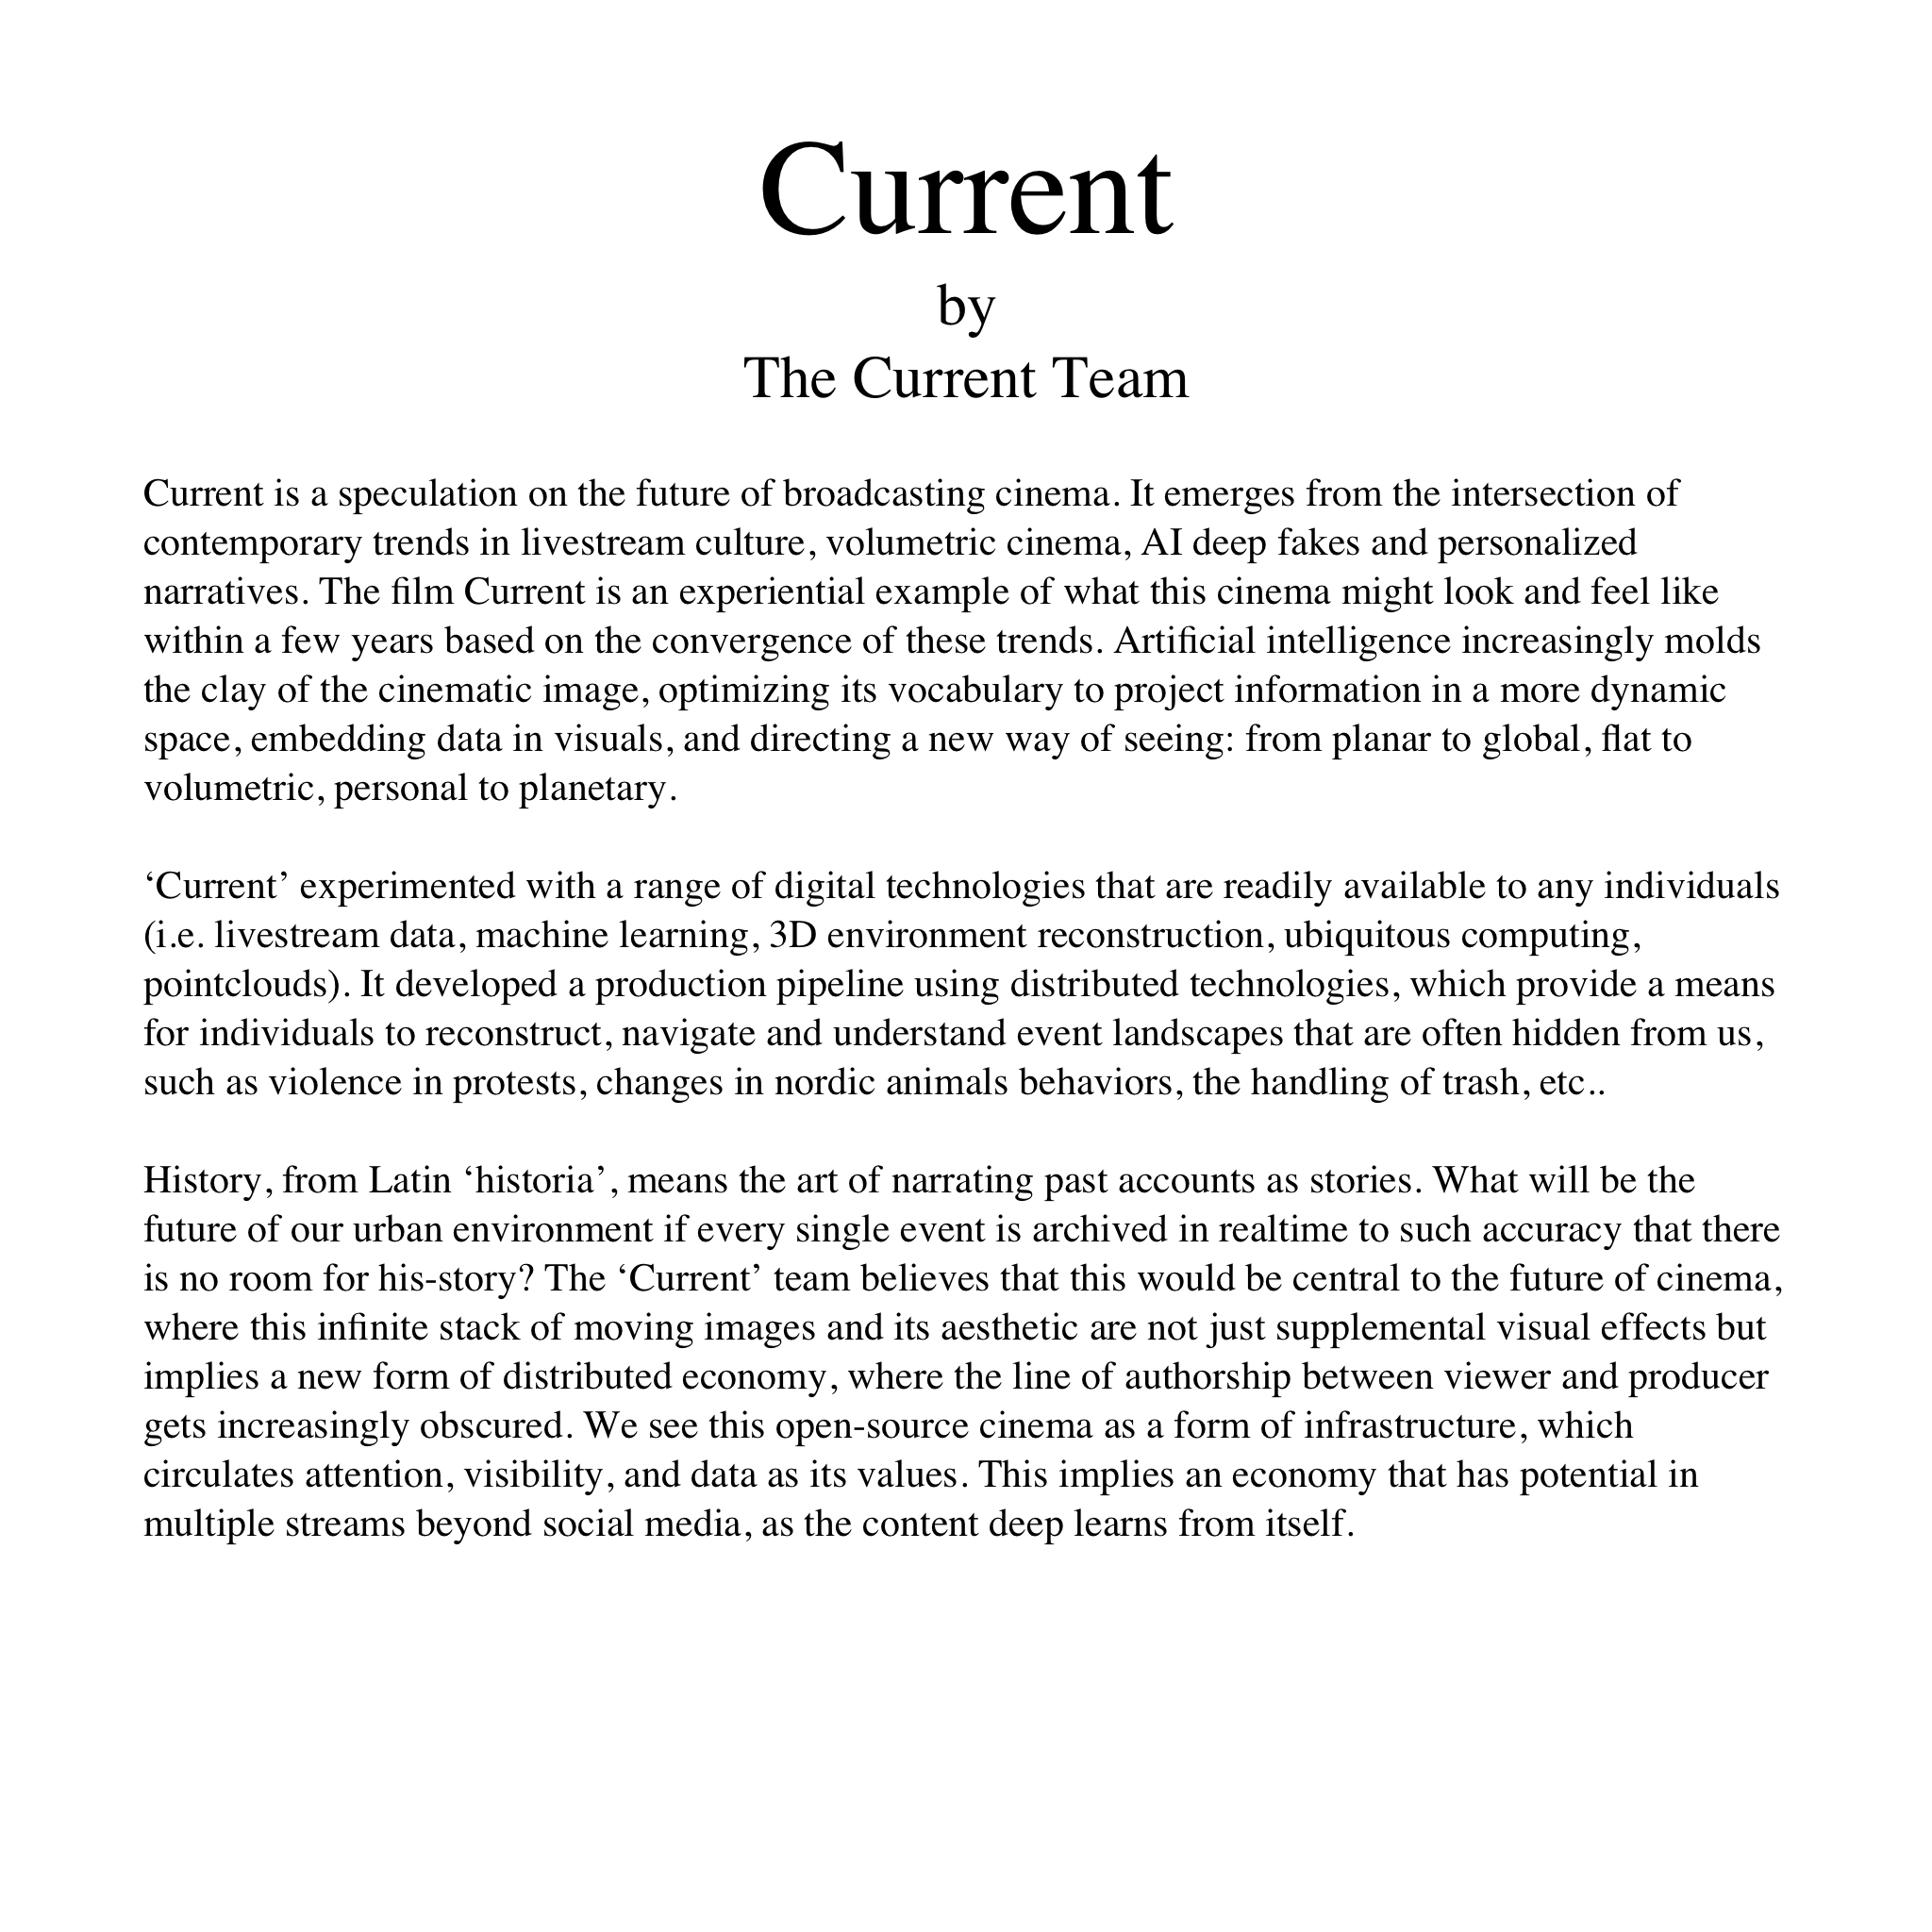 Current
by
The Current Team
Current is a speculation on the future of broadcasting cinema. It emerges from the intersection of
contemporary trends in livestream culture, volumetric cinema, AI deep fakes and personalized
narratives. The film Current is an experiential example of what this cinema might look and feel like
within a few years based on the convergence of these trends. Artificial intelligence increasingly molds
the clay of the cinematic image, optimizing its vocabulary to project information in a more dynamic
space, embedding data in visuals, and directing a new way of seeing: from planar to global, flat to
volumetric, personal to planetary.
‘Current’ experimented with a range of digital technologies that are readily available to any individuals
(i.e. livestream data, machine learning, 3D environment reconstruction, ubiquitous computing,
pointclouds). It developed a production pipeline using distributed technologies, which provide a means
for individuals to reconstruct, navigate and understand event landscapes that are often hidden from us,
such as violence in protests, changes in nordic animals behaviors, the handling of trash, etc..
History, from Latin ‘historia’, means the art of narrating past accounts as stories. What will be the
future of our urban environment if every single event is archived in realtime to such accuracy that there
is no room for his-story? The ‘Current’ team believes that this would be central to the future of cinema,
where this infinite stack of moving images and its aesthetic are not just supplemental visual effects but
implies a new form of distributed economy, where the line of authorship between viewer and producer
gets increasingly obscured. We see this open-source cinema as a form of infrastructure, which
circulates attention, visibility, and data as its values. This implies an economy that has potential in
multiple streams beyond social media, as the content deep learns from itself.